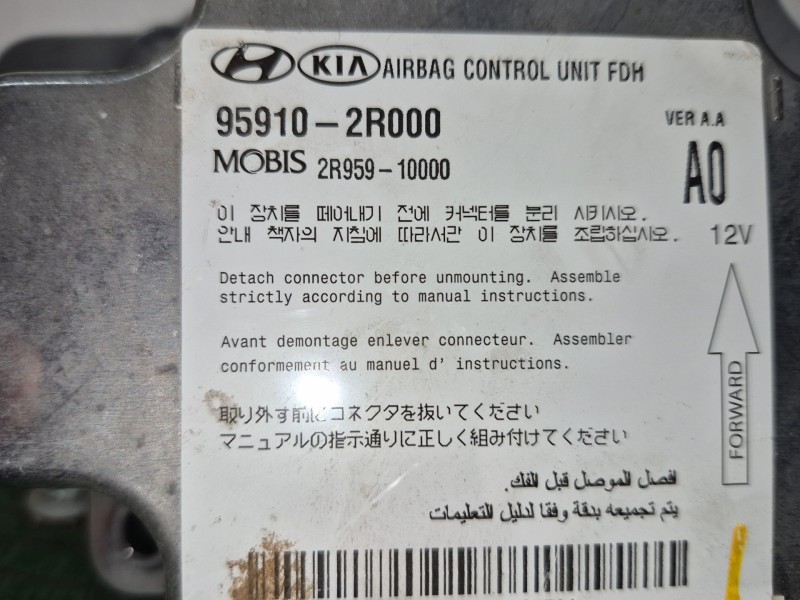 KIA AIRBAG CONTROL UNIT FDH
95910-2R000
VER A.A
MOBIS 2R959-10000
A0
이 장치를 떼어내기 전에 커넥터를 분리 시키시오.
안내 책자의 지침에 따라서만 이 장치를 조립하십시오.
12V
Detach connector before unmounting. Assemble
strictly according to manual instructions.
Avant demontage enlever connecteur. Assembler
conformement au manuel d' instructions.
FORWARD
取り外す前にコネクタを抜いてください
マニュアルの指示通りに正しく組み付けてください
افصل الموصل قبل الفك.
يتم تجميعه بدقة وفقا لدليل التعليمات